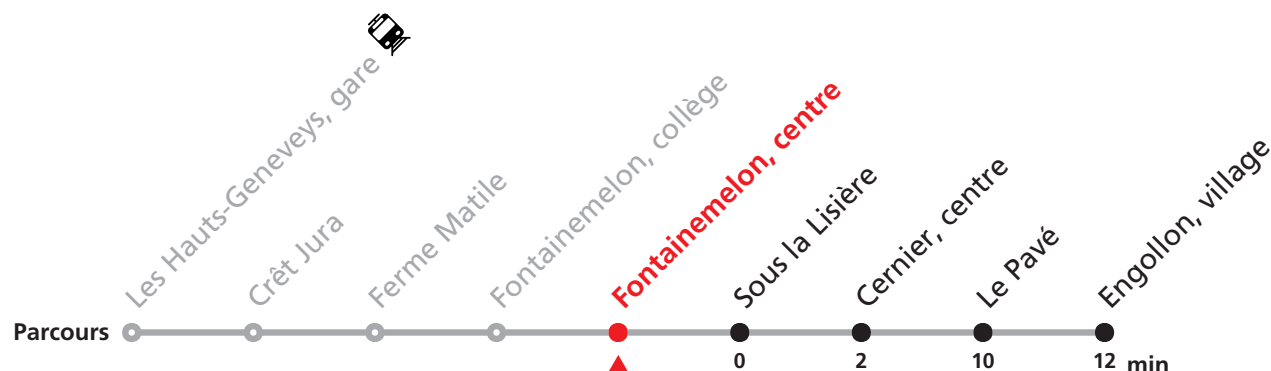 Les Hauts-Geneveys, gare
Crêt Jura
Ferme Matile
Fontainemelon, collège
Fontainemelon, centre
Sous la Lisière
Cernier, centre
Le Pavé
Engollon, village
Parcours
0 2 10 12 min